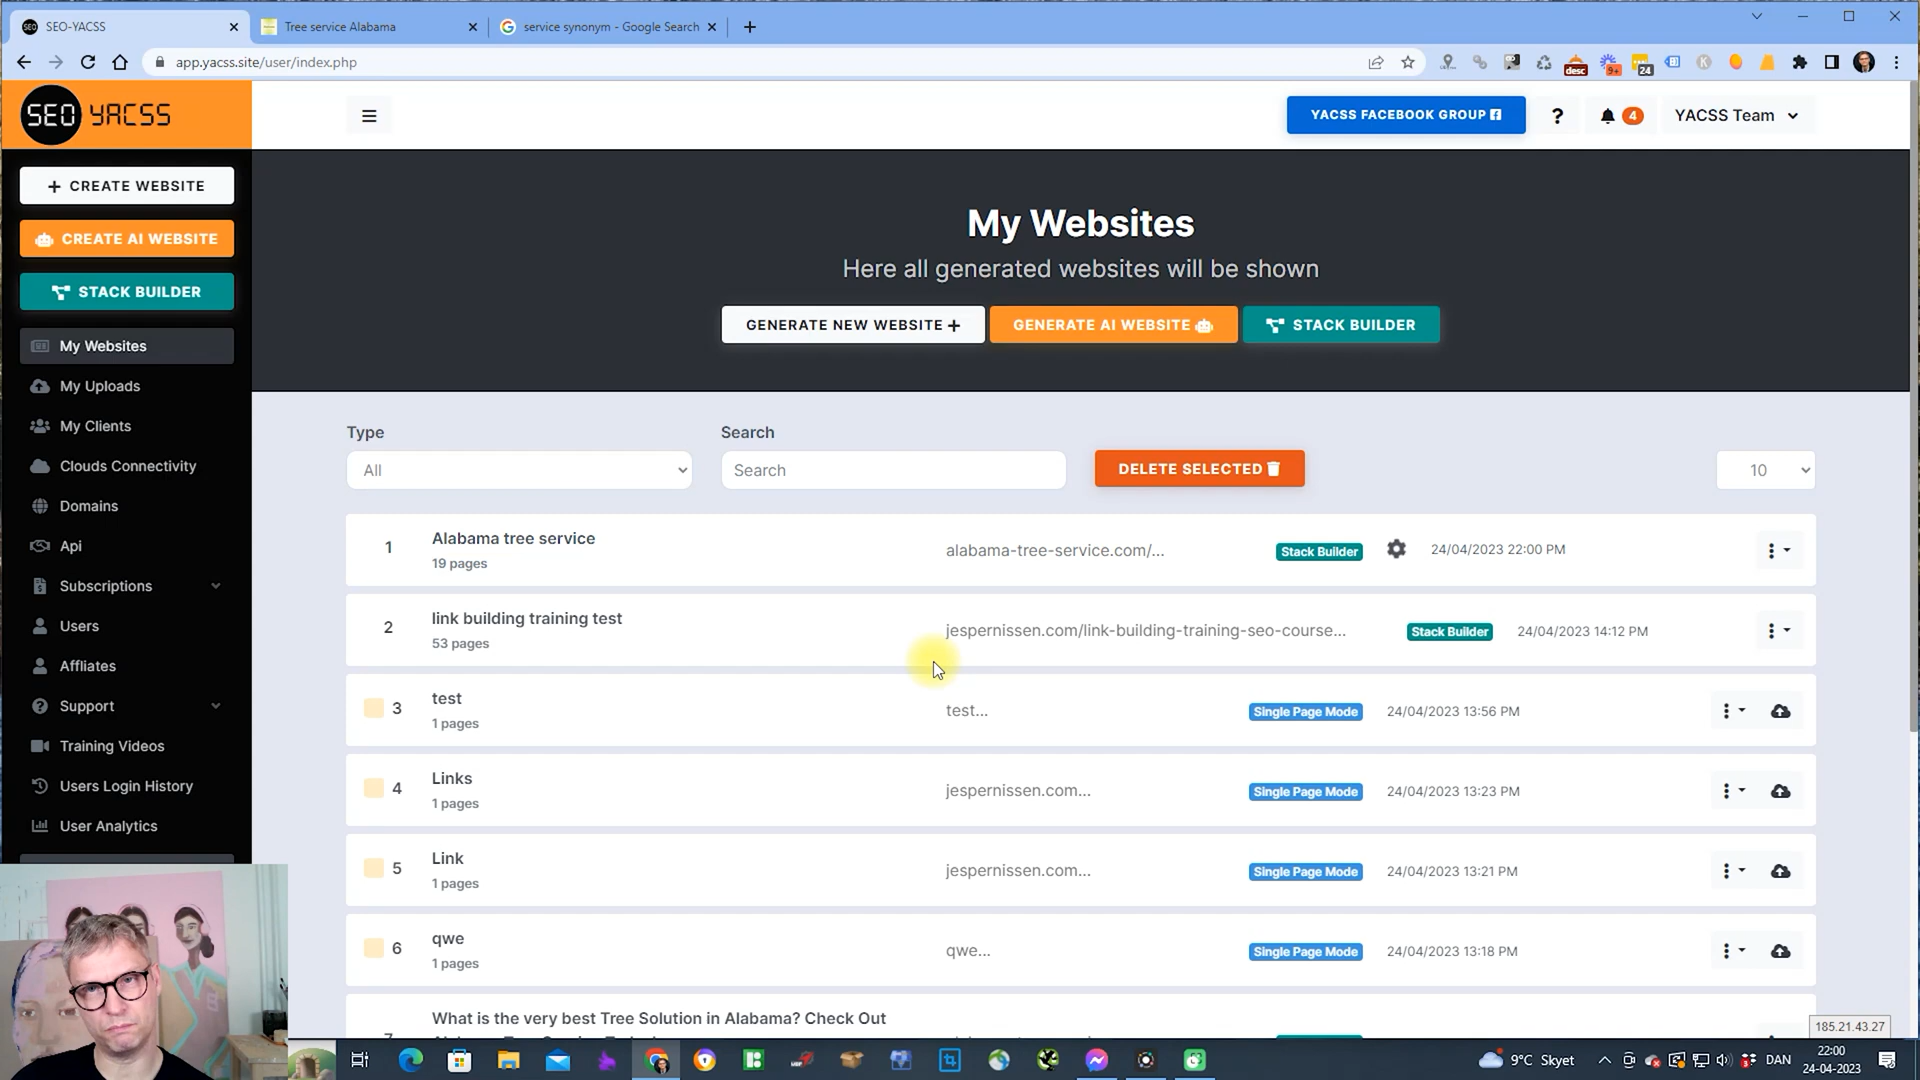 SEO-YACSS
Tree service Alabama
service synonym - Google Search
app.yacss.site/user/index.php
desc
9+
24
SEO YACSS
YACSS FACEBOOK GROUP
?
4
YACSS Team
CREATE WEBSITE
CREATE AI WEBSITE
STACK BUILDER
My Websites
My Uploads
My Clients
Clouds Connectivity
Domains
Api
Subscriptions
Users
Affliates
Support
Training Videos
Users Login History
User Analytics
My Websites
Here all generated websites will be shown
GENERATE NEW WEBSITE
GENERATE AI WEBSITE
STACK BUILDER
Type
Search
All
Search
DELETE SELECTED
10
1
Alabama tree service
19 pages
alabama-tree-service.com/...
Stack Builder
24/04/2023 22:00 PM
2
link building training test
53 pages
jespernissen.com/link-building-training-seo-course...
Stack Builder
24/04/2023 14:12 PM
3
test
1 pages
test...
Single Page Mode
24/04/2023 13:56 PM
4
Links
1 pages
jespernissen.com...
Single Page Mode
24/04/2023 13:23 PM
5
Link
1 pages
jespernissen.com...
Single Page Mode
24/04/2023 13:21 PM
6
qwe
1 pages
qwe...
Single Page Mode
24/04/2023 13:18 PM
What is the very best Tree Solution in Alabama? Check Out
185.21.43.27
9°C Skyet
DAN
22:00
24-04-2023